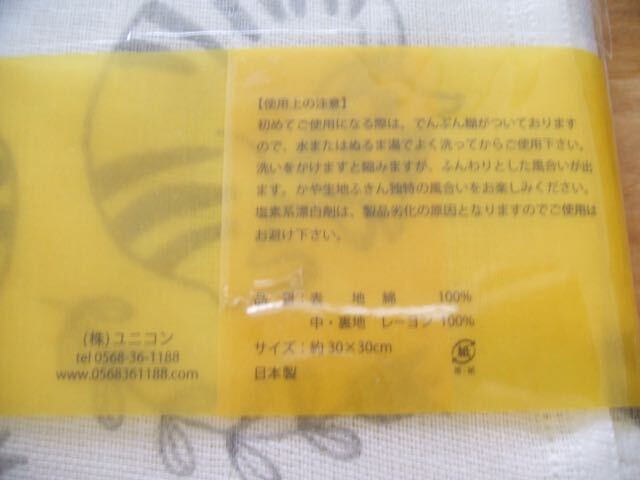 【使用上の注意】
初めてご使用になる際は、でんぷん糊がついております
ので、水またはぬるま湯でよく洗ってからご使用下さい。
洗いをかけますと縮みますが、ふんわりとした風合いが出
ます。かや生地ふきん独特の風合いをお楽しみください。
塩素系漂白剤は、製品劣化の原因となりますのでご使用は
お避け下さい。
品 質：表 地 綿 100%
中・裏地 レーヨン 100%
サイズ：約 30×30cm
日本製
紙
(株)ユニコン
tel 0568-36-1188
www.0568361188.com